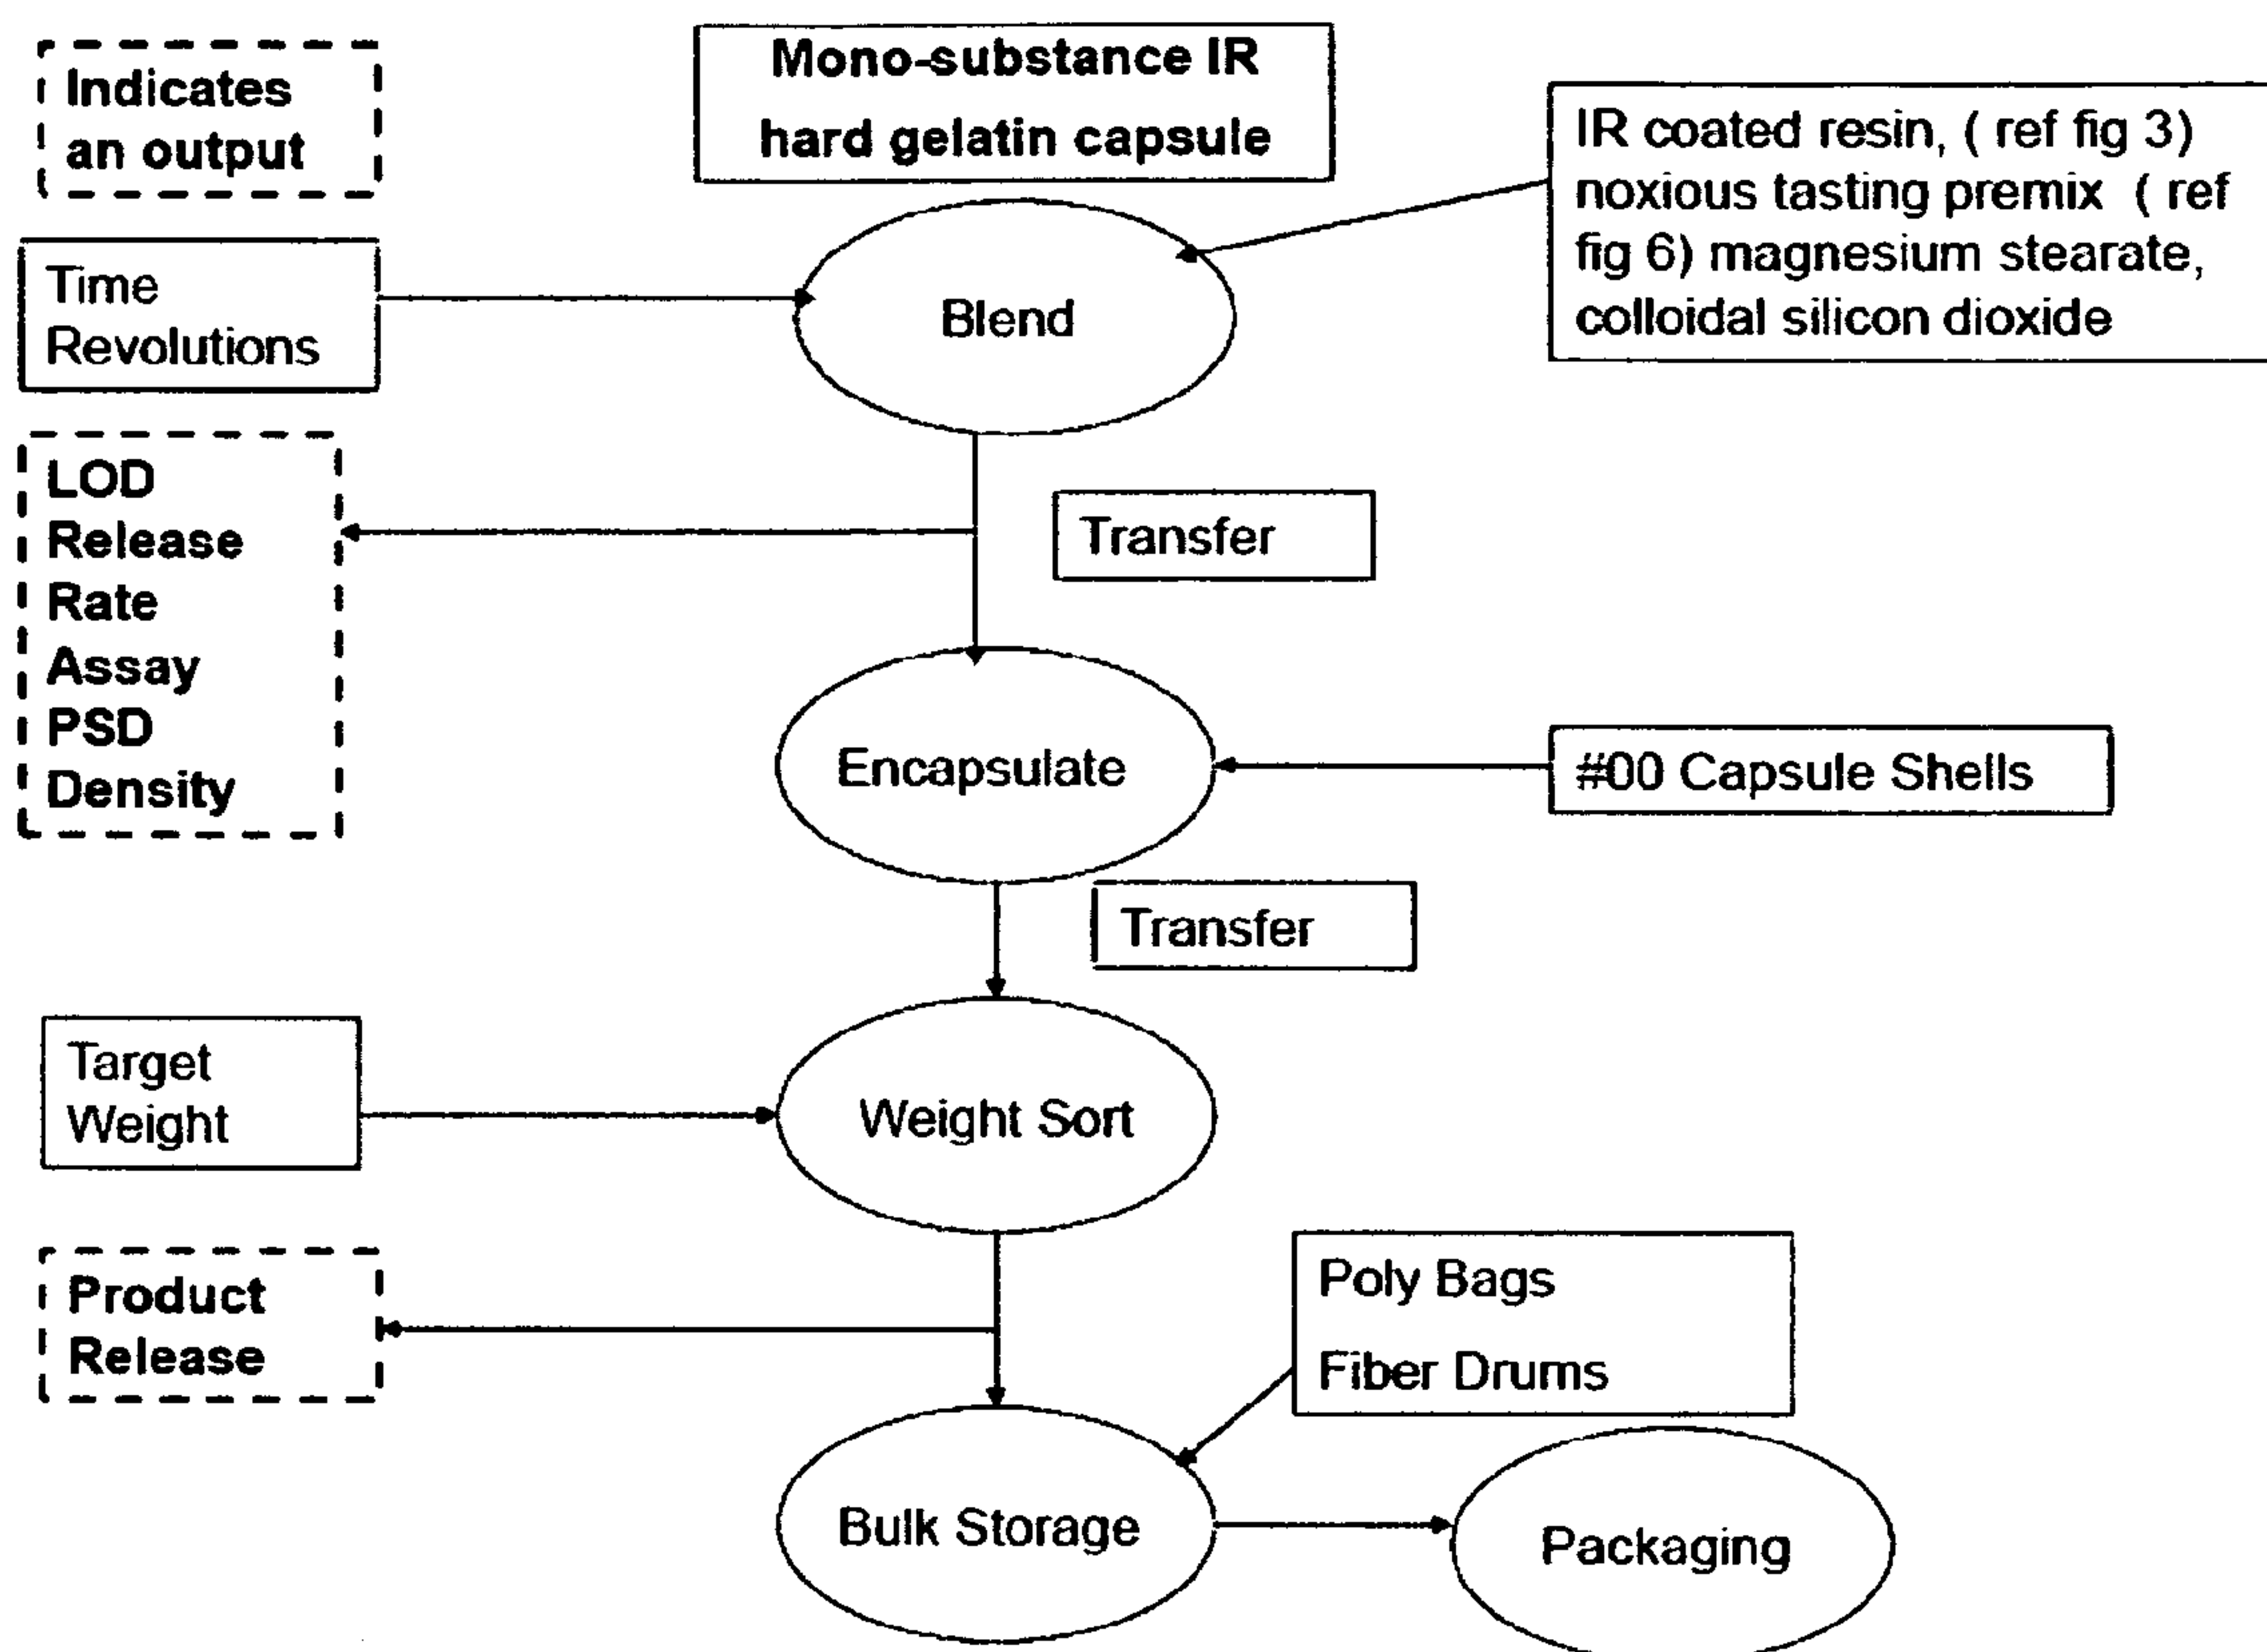 Indicates
an output
Mono-substance IR
hard gelatin capsule
IR coated resin, ( ref fig 3)
noxious tasting premix ( ref
fig 6) magnesium stearate,
colloidal silicon dioxide
Time
Revolutions
Blend
LOD
Release
Rate
Assay
PSD
Density
Transfer
Encapsulate
#00 Capsule Shells
Transfer
Target
Weight
Weight Sort
Product
Release
Poly Bags
Fiber Drums
Bulk Storage
Packaging